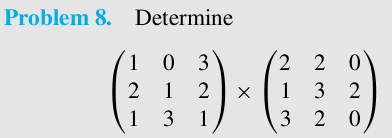 Problem 8. Determine
(1 0 3
2 1 2
1 3 1) × (2 2 0
1 3 2
3 2 0)